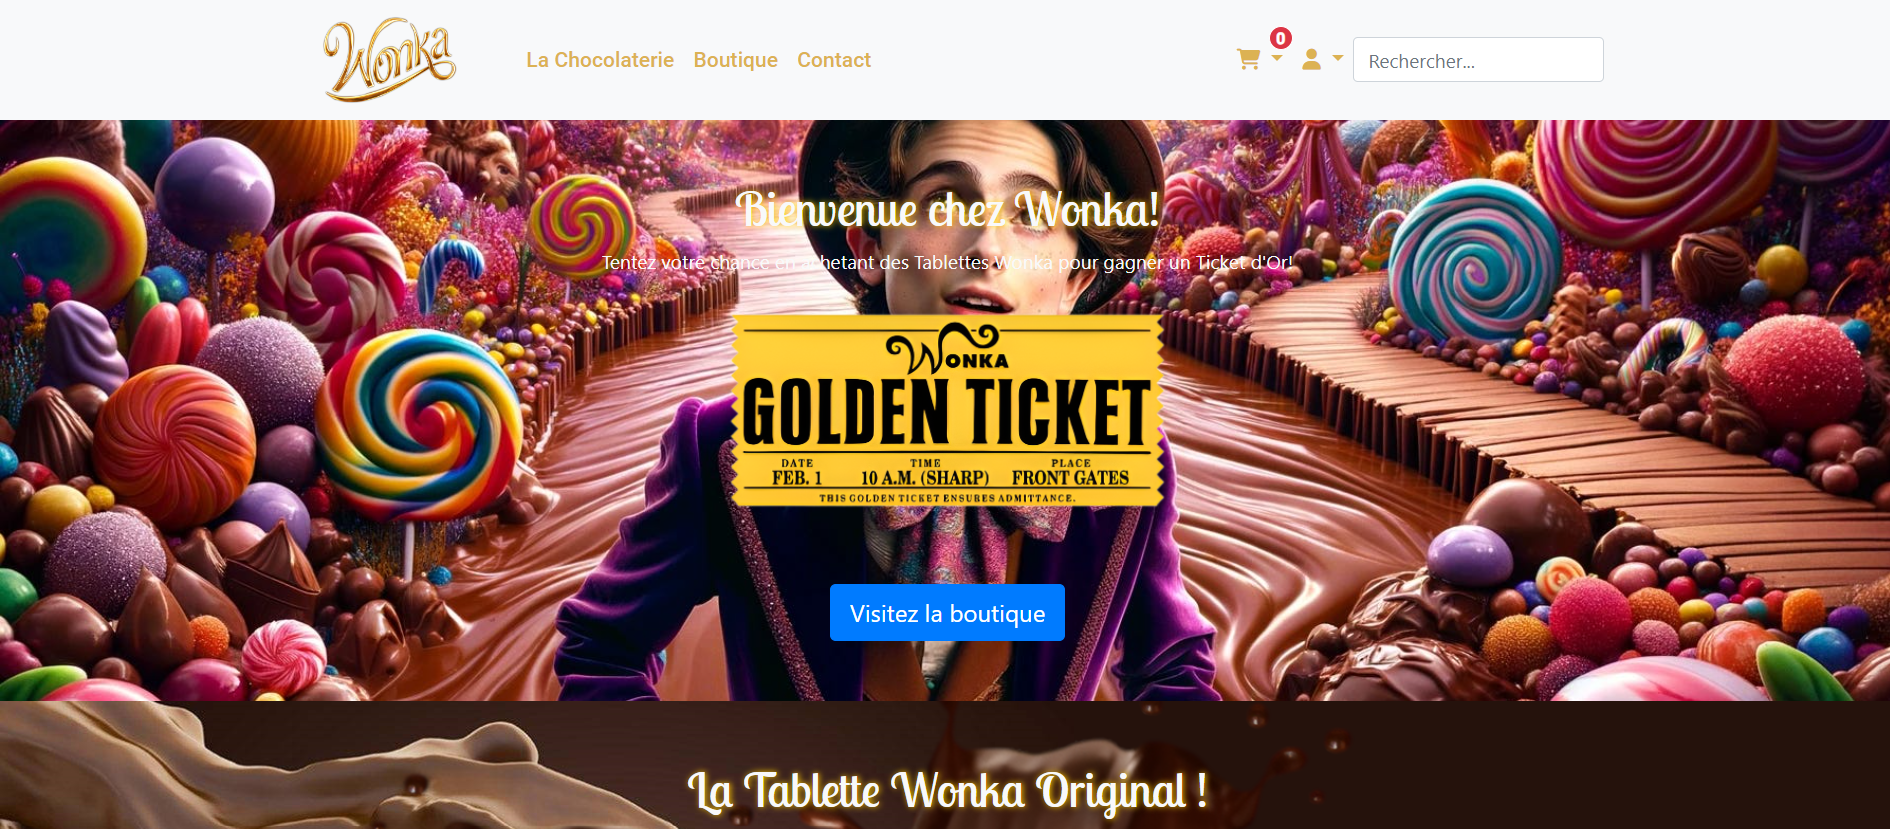 Wonka
La Chocolaterie Boutique Contact
0
Rechercher...
Bienvenue chez Wonka!
Tentez votre chance en achetant des Tablettes Wonka pour gagner un Ticket d'Or!
WONKA
GOLDEN TICKET
DATE TIME PLACE
FEB. 1 10 A.M. (SHARP) FRONT GATES
THIS GOLDEN TICKET ENSURES ADMITTANCE.
Visitez la boutique
La Tablette Wonka Original !